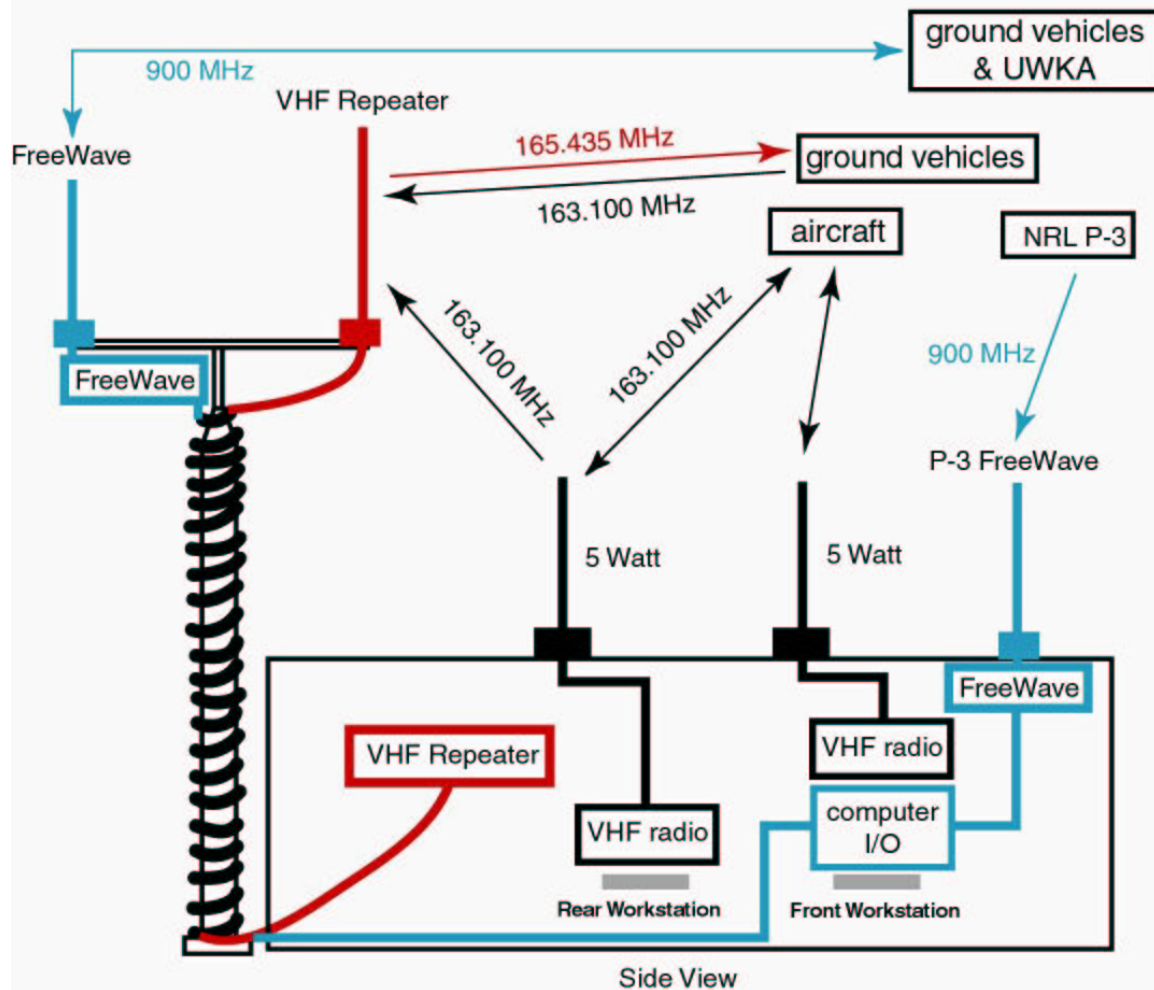 ground vehicles
& UWKA
900 MHz
VHF Repeater
FreeWave
165.435 MHz
ground vehicles
163.100 MHz
aircraft
NRL P-3
163.100 MHz
163.100 MHz
900 MHz
FreeWave
P-3 FreeWave
5 Watt
5 Watt
FreeWave
VHF Repeater
VHF radio
computer
I/O
VHF radio
Rear Workstation
Front Workstation
Side View